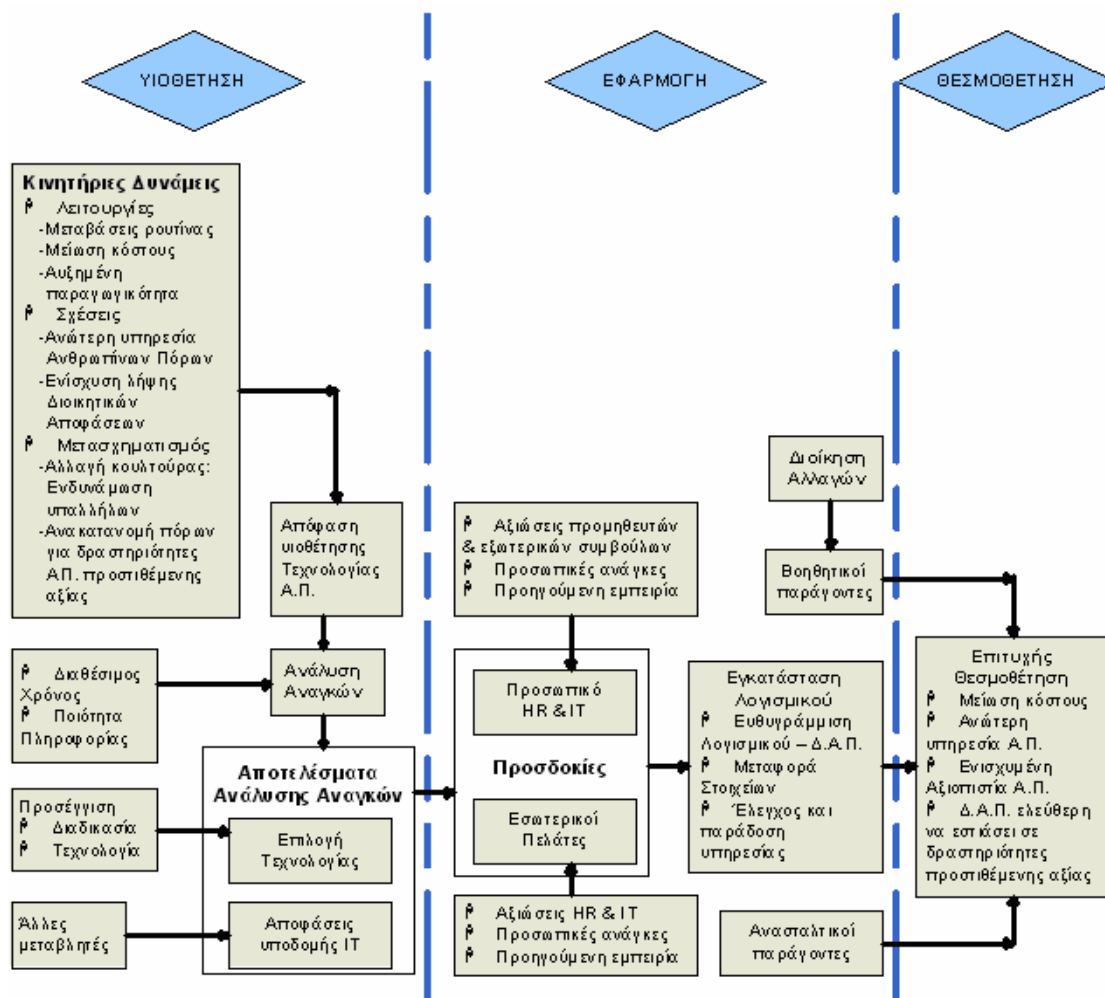 ΥΙΟΘΕΤΗΣΗ
ΕΦΑΡΜΟΓΗ
ΘΕΣΜΟΘΕΤΗΣΗ
Κινητήριες Δυνάμεις
Λειτουργίες
-Μεταβάσεις ρουτίνας
-Μείωση κόστους
-Αυξημένη
παραγωγικότητα
Σχέσεις
-Ανώτερη υπηρεσία
Ανθρωπίνων Πόρων
-Ενίσχυση λήψης
Διοικητικών
Αποφάσεων
Μετασχηματισμός
-Αλλαγή κουλτούρας:
Ενδυνάμωση
υπαλλήλων
-Ανακατανομή πόρων
για δραστηριότητες
ΑΠ. προστιθέμενης
αξίας
Απόφαση
υιοθέτησης
Τεχνολογίας
Α.Π.
Διαθέσιμος
Χρόνος
Ποιότητα
Πληροφορίας
Ανάλυση
Αναγκών
Προσέγγιση
Διαδικασία
Τεχνολογία
Άλλες
μεταβλητές
Αποτελέσματα
Ανάλυσης Αναγκών
Επιλογή
Τεχνολογίας
Αποφάσεις
υποδομής ΙΤ
Αξιώσεις προμηθευτών
& εξωτερικών συμβούλων
Προσωπικές ανάγκες
Προηγούμενη εμπειρία
Προσωπικό
HR & IT
Προσδοκίες
Εσωτερικοί
Πελάτες
Αξιώσεις HR & IT
Προσωπικές ανάγκες
Προηγούμενη εμπειρία
Διοίκηση
Αλλαγών
Βοηθητικοί
παράγοντες
Εγκατάσταση
Λογισμικού
Ευθυγράμμιση
Λογισμικού – Δ.Α.Π.
Μεταφορά
Στοιχείων
Έλεγχος και
παράδοση
υπηρεσίας
Ανασταλτικοί
παράγοντες
Επιτυχής
Θεσμοθέτηση
Μείωση κόστους
Ανώτερη
υπηρεσία Α.Π.
Ενισχυμένη
Αξιοπιστία Α.Π.
Δ.Α.Π. ελεύθερη
να εστιάσει σε
δραστηριότητες
προστιθέμενης αξίας